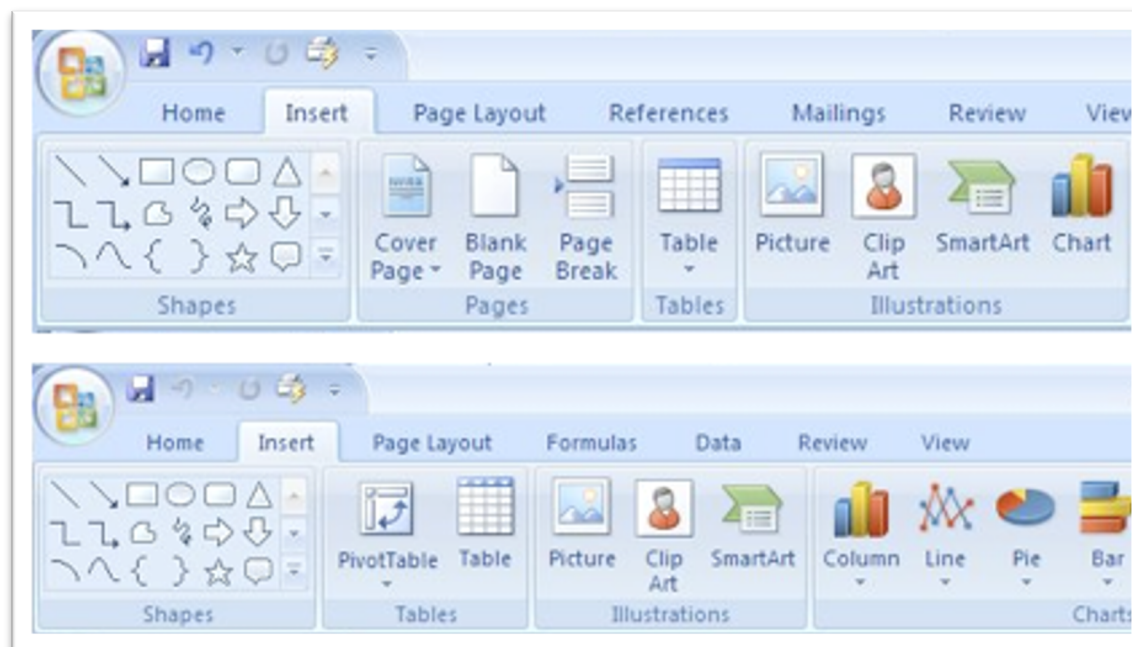 Home Insert Page Layout References Mailings Review View
Cover Page Blank Page Page Break Table Picture Clip Art SmartArt Chart
Shapes Pages Tables Illustrations
Home Insert Page Layout Formulas Data Review View
PivotTable Table Picture Clip Art SmartArt Column Line Pie Bar
Shapes Tables Illustrations Charts